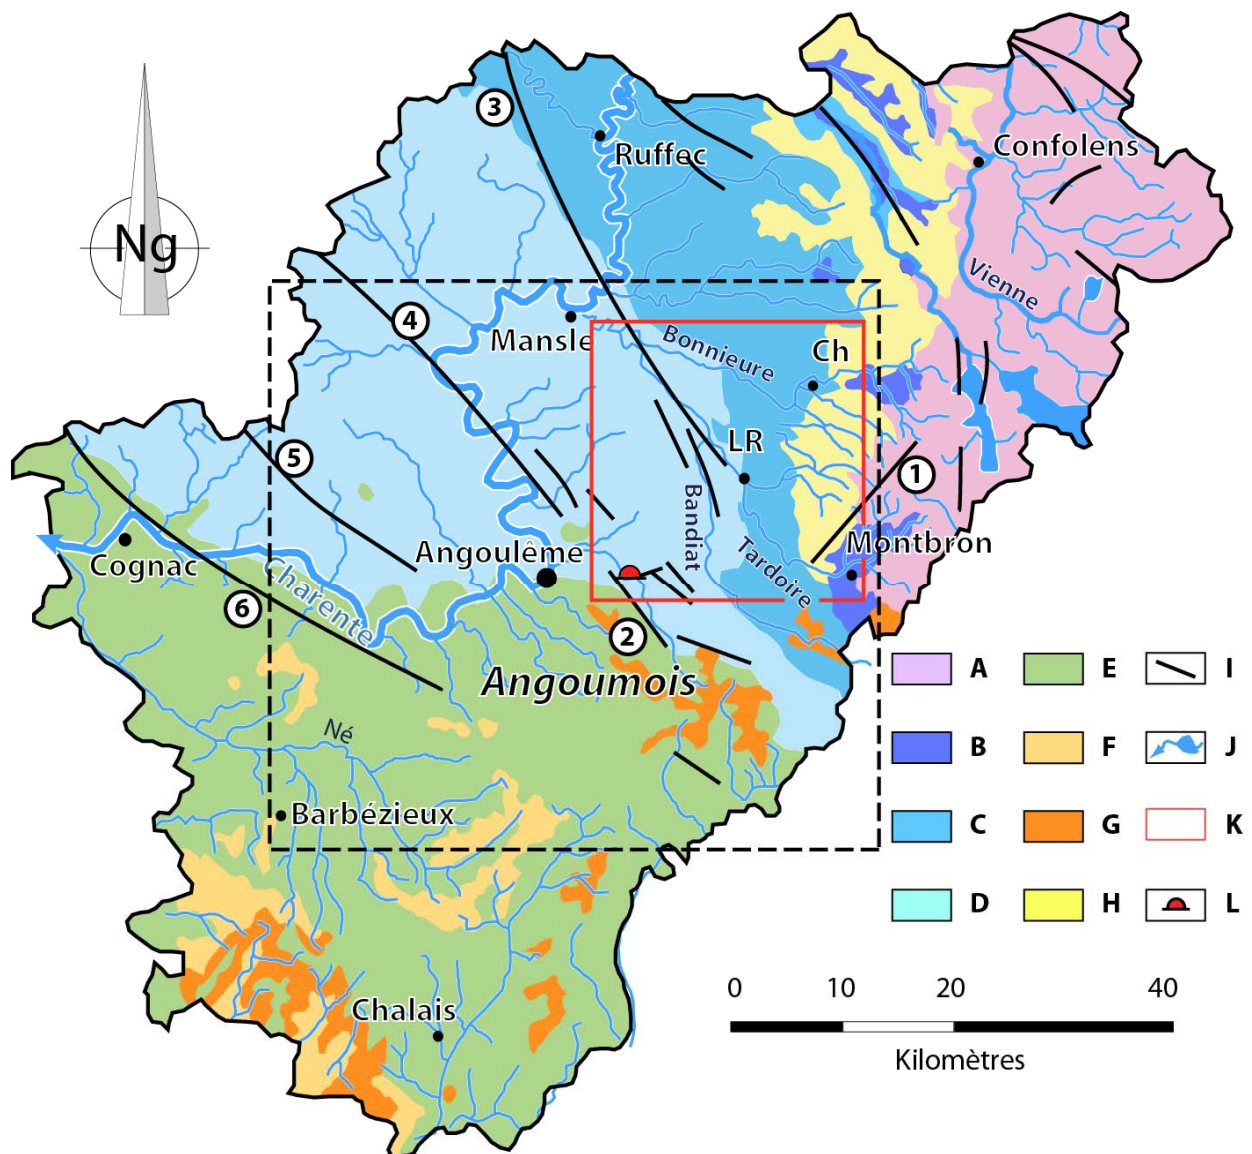 Ng
3
Ruffec
Confolens
Vienne
4
Mansle
Bonnieure
Ch
5
LR
1
Bandiat
Angoulême
Tardoire
Montbron
Cognac
Charente
6
2
Angoumois
Né
Barbézieux
Chalais
A
E
I
B
F
J
C
G
K
D
H
L
0 10 20 40
Kilomètres